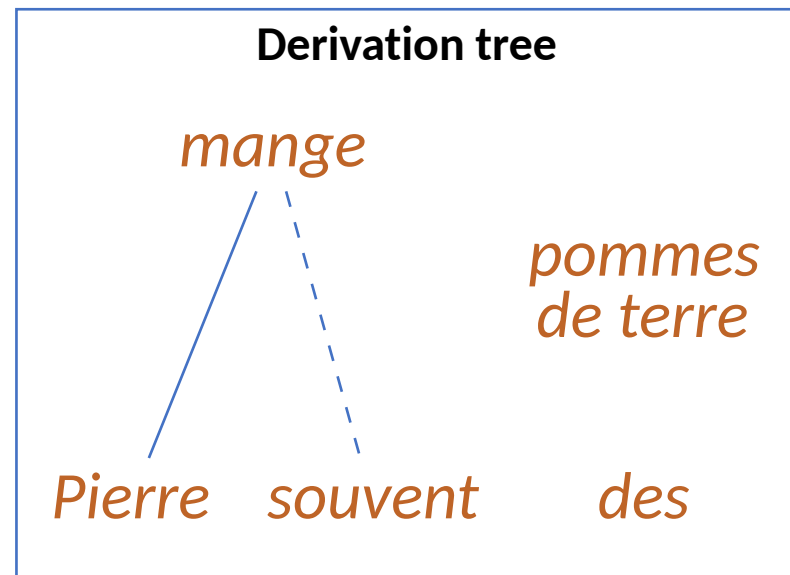 Derivation tree
mange
pommes
de terre
Pierre souvent des